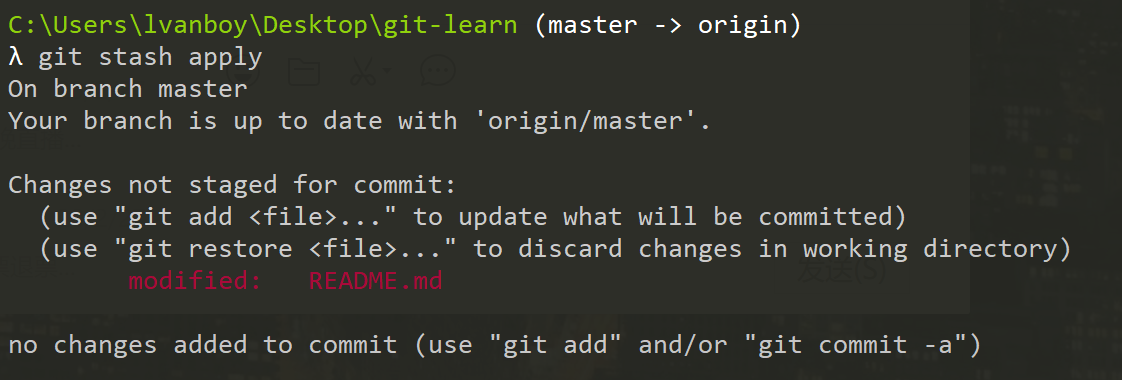 C:\Users\lvanboy\Desktop\git-learn (master -> origin)
λ git stash apply
On branch master
Your branch is up to date with 'origin/master'.
Changes not staged for commit:
  (use "git add <file>..." to update what will be committed)
  (use "git restore <file>..." to discard changes in working directory)
        modified:   README.md
发送(S)
no changes added to commit (use "git add" and/or "git commit -a")